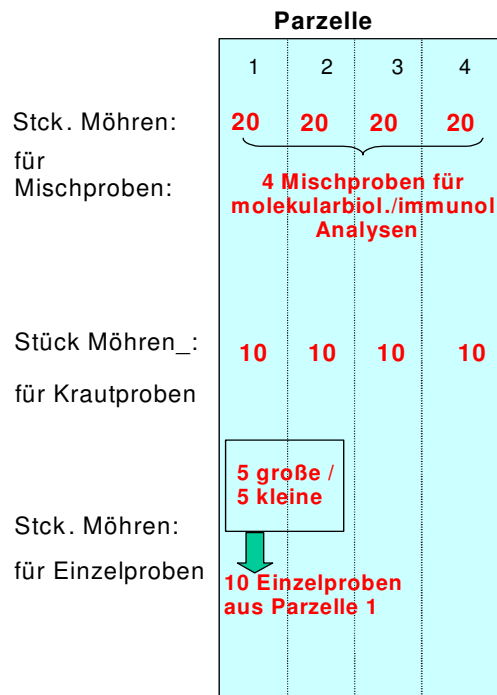 Parzelle
1 2 3 4
Stck. Möhren: 20 20 20 20
für
Mischproben:
4 Mischproben für
molekularbiol./immunol
Analysen
Stück Möhren_: 10 10 10 10
für Krautproben
5 große /
5 kleine
Stck. Möhren:
für Einzelproben
10 Einzelproben
aus Parzelle 1